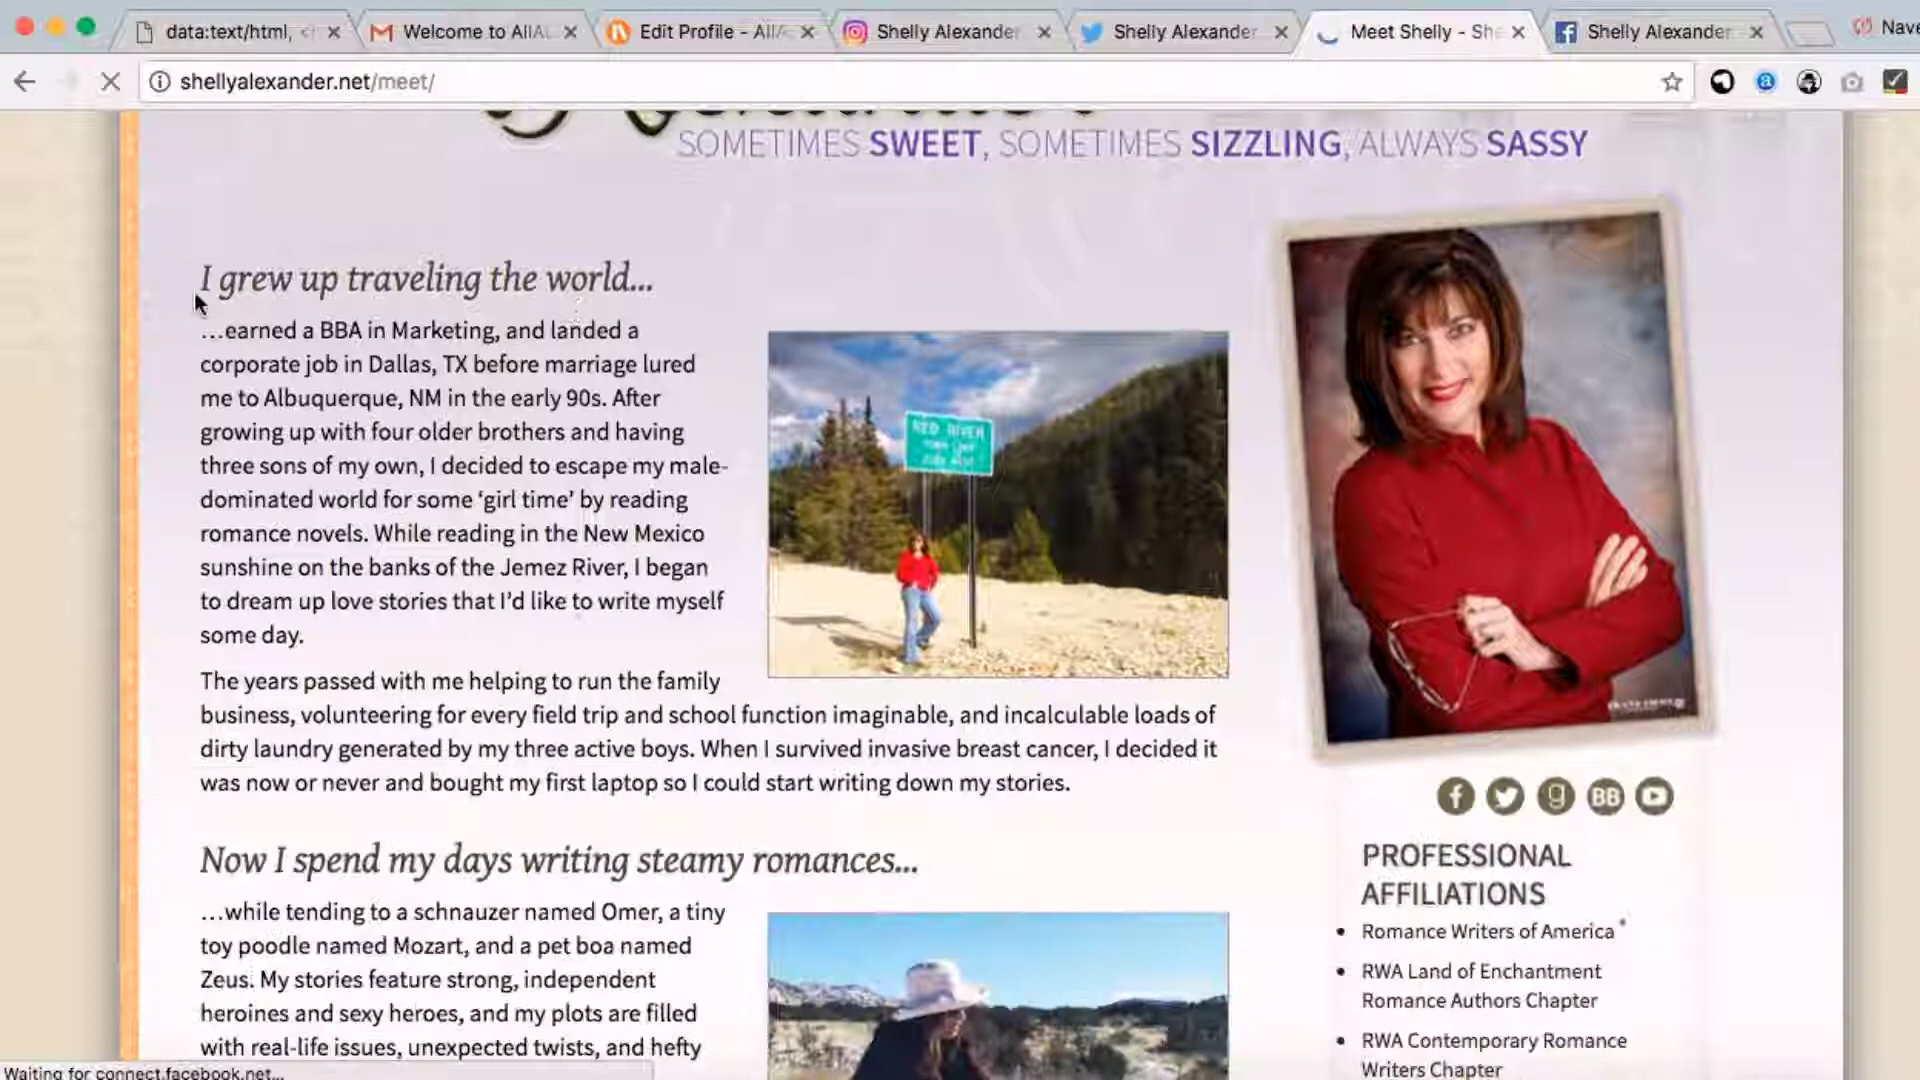 data:text/html, <
Welcome to AllAu
Edit Profile - AllA
Shelly Alexander
Shelly Alexander
Meet Shelly - She
Shelly Alexander
Nave
shellyalexander.net/meet/
SOMETIMES SWEET, SOMETIMES SIZZLING, ALWAYS SASSY
I grew up traveling the world...
...earned a BBA in Marketing, and landed a
corporate job in Dallas, TX before marriage lured
me to Albuquerque, NM in the early 90s. After
growing up with four older brothers and having
three sons of my own, I decided to escape my male-
dominated world for some ‘girl time’ by reading
romance novels. While reading in the New Mexico
sunshine on the banks of the Jemez River, I began
to dream up love stories that I’d like to write myself
some day.
RED RIVER
The years passed with me helping to run the family
business, volunteering for every field trip and school function imaginable, and incalculable loads of
dirty laundry generated by my three active boys. When I survived invasive breast cancer, I decided it
was now or never and bought my first laptop so I could start writing down my stories.
Now I spend my days writing steamy romances...
...while tending to a schnauzer named Omer, a tiny
toy poodle named Mozart, and a pet boa named
Zeus. My stories feature strong, independent
heroines and sexy heroes, and my plots are filled
with real-life issues, unexpected twists, and hefty
BB
PROFESSIONAL
AFFILIATIONS
• Romance Writers of America
• RWA Land of Enchantment
Romance Authors Chapter
• RWA Contemporary Romance
Writers Chapter
Waiting for connect.facebook.net...